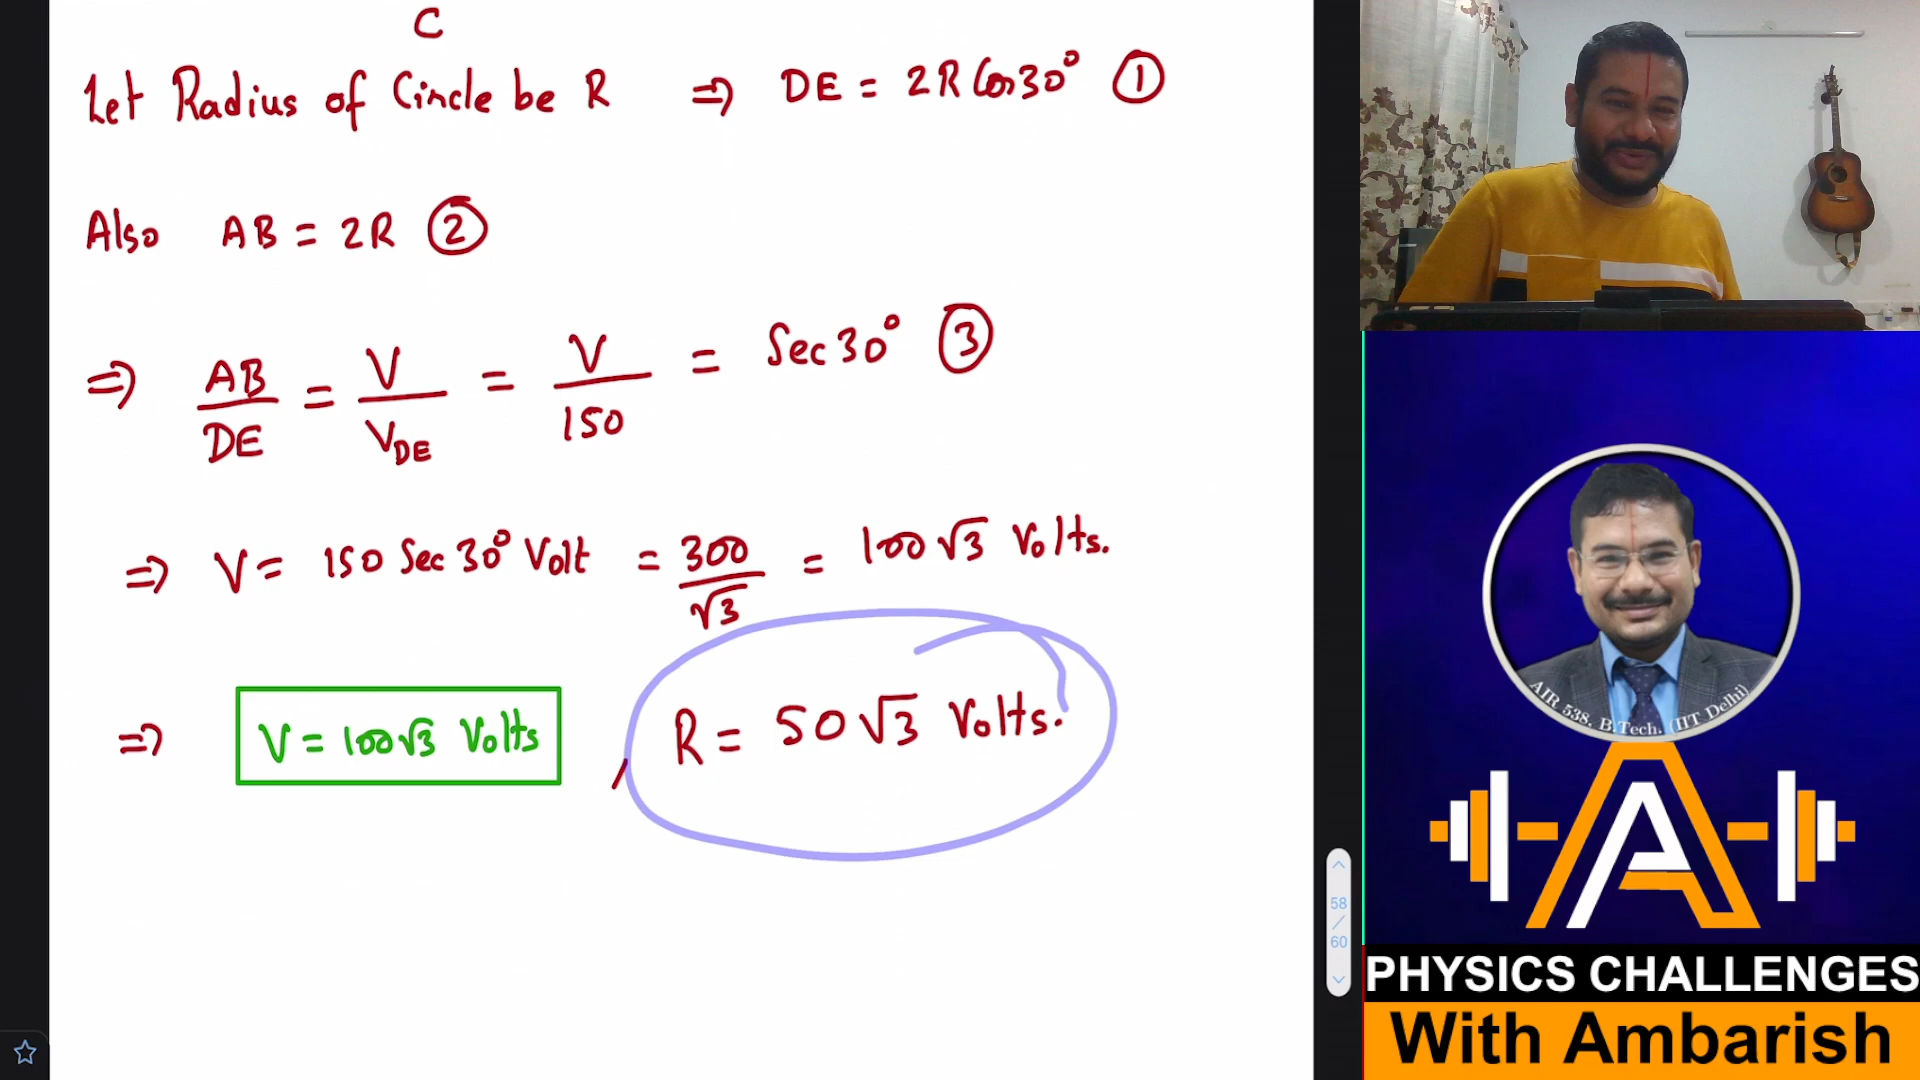 C
Let Radius of Circle be R ⇒ DE = 2R Cos30° ①
Also AB = 2R ②
⇒ AB/DE = V/V_DE = V/150 = Sec30° ③
⇒ V = 150 Sec30° Volt = 300/√3 = 100√3 Volts.
⇒ V = 100√3 Volts , R = 50√3 Volts.
58
/
60
AIR 538, B.Tech. (IIT Delhi)
A
PHYSICS CHALLENGES
With Ambarish